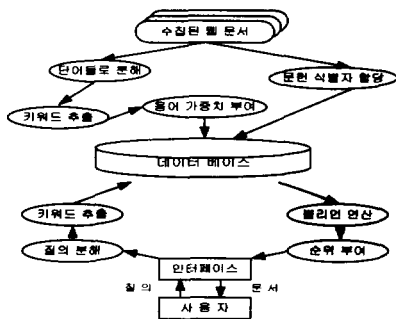 수집된 웹 문서
단어들로 분해
문헌 식별자 할당
키워드 추출
용어 가중치 부여
데이터 베이스
키워드 추출
불리언 연산
질의 분해
순위 부여
인터페이스
질 의
문 서
사 용 자